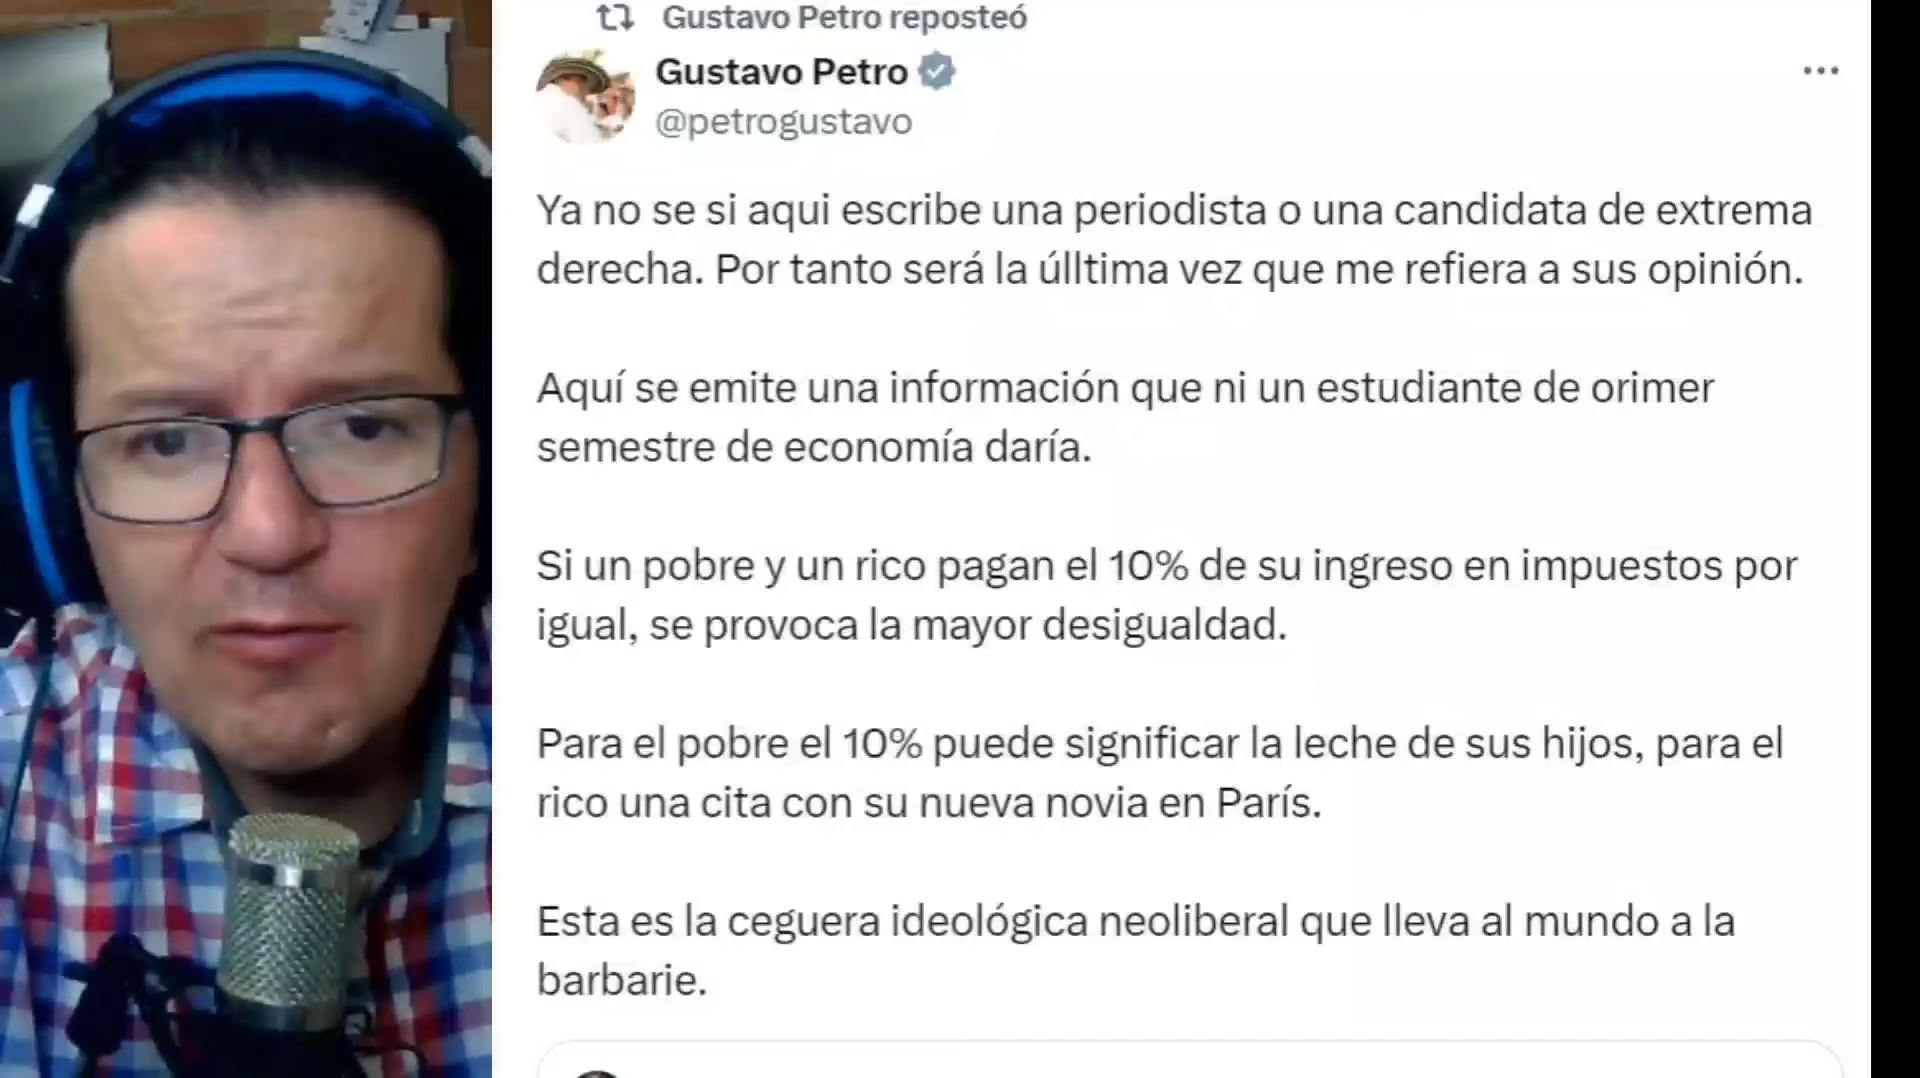 Gustavo Petro reposteó
Gustavo Petro
@petrogustavo
Ya no se si aqui escribe una periodista o una candidata de extrema
derecha. Por tanto será la úlltima vez que me refiera a sus opinión.
Aquí se emite una información que ni un estudiante de orimer
semestre de economía daría.
Si un pobre y un rico pagan el 10% de su ingreso en impuestos por
igual, se provoca la mayor desigualdad.
Para el pobre el 10% puede significar la leche de sus hijos, para el
rico una cita con su nueva novia en París.
Esta es la ceguera ideológica neoliberal que lleva al mundo a la
barbarie.